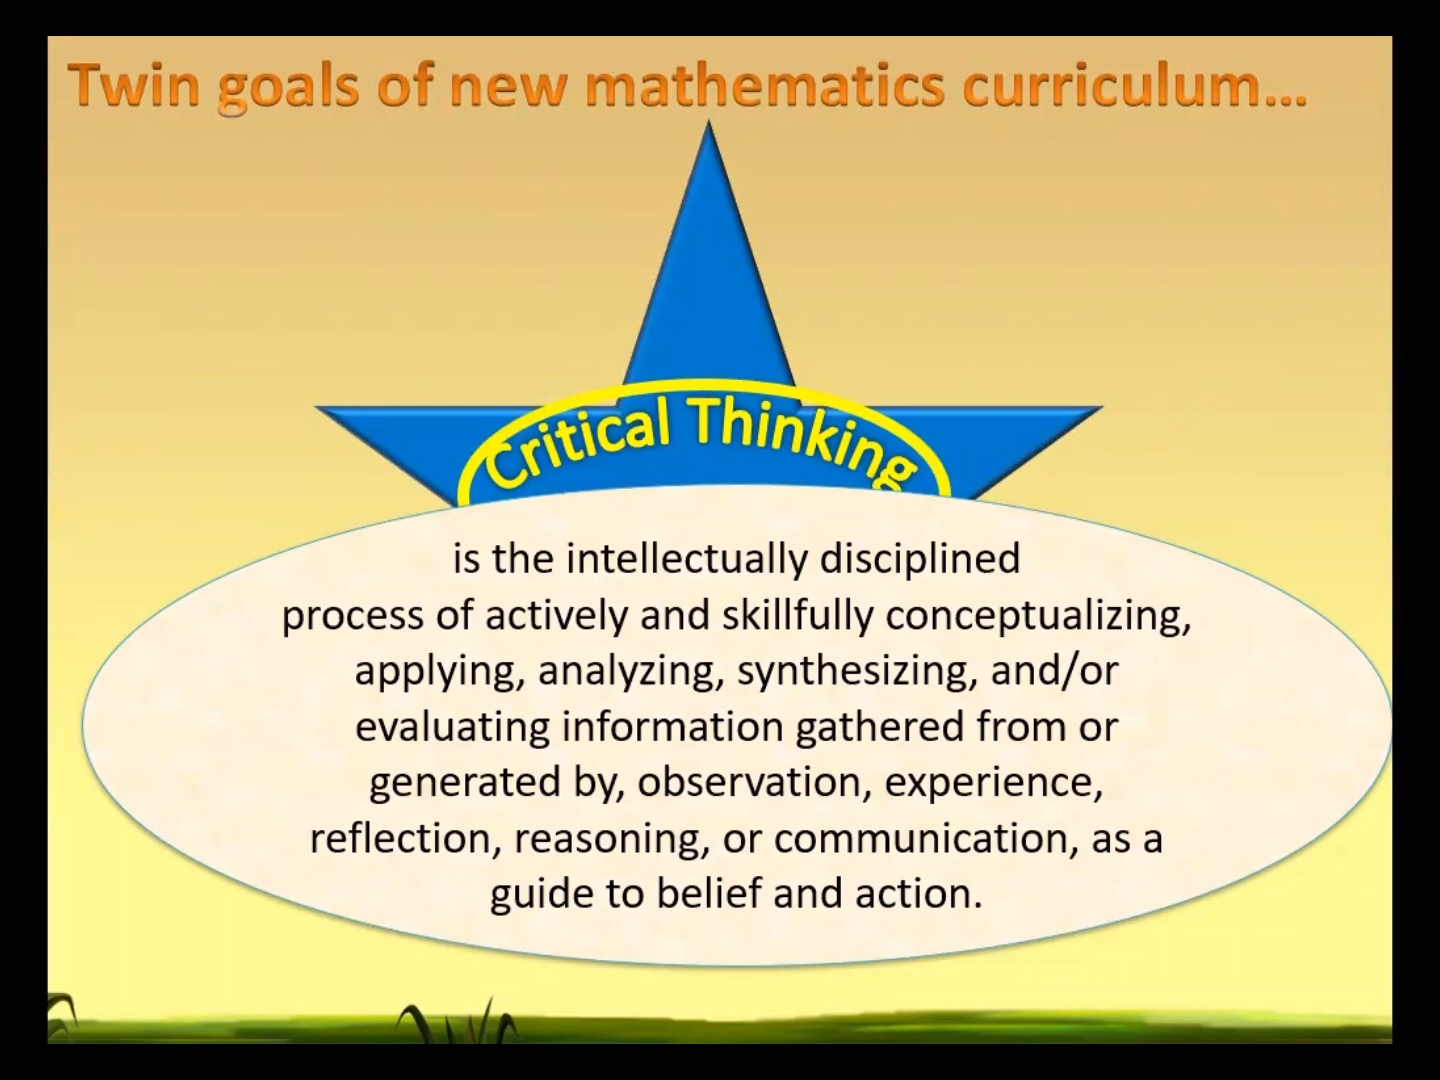 Twin goals of new mathematics curriculum...
Critical Thinking
is the intellectually disciplined
process of actively and skillfully conceptualizing,
applying, analyzing, synthesizing, and/or
evaluating information gathered from or
generated by, observation, experience,
reflection, reasoning, or communication, as a
guide to belief and action.